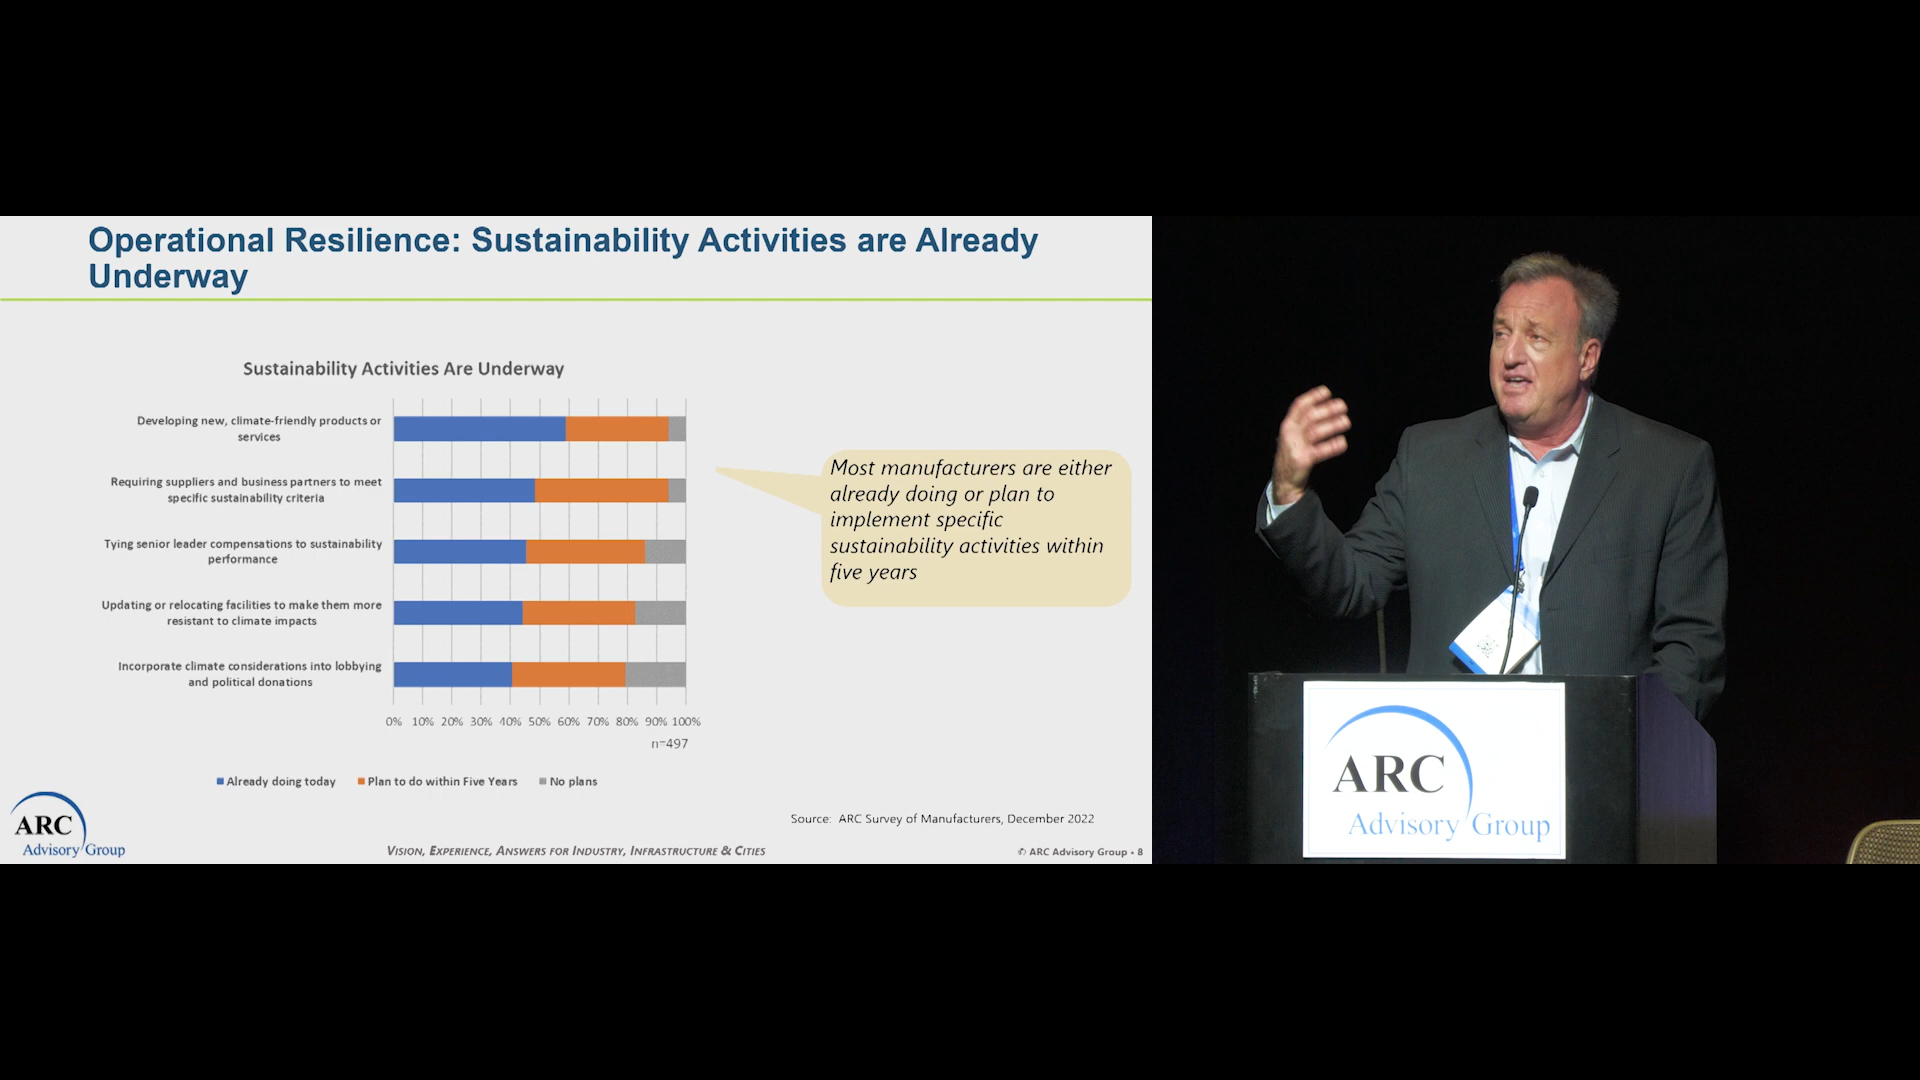 Operational Resilience: Sustainability Activities are Already
Underway
Sustainability Activities Are Underway
Developing new, climate-friendly products or
services
Requiring suppliers and business partners to meet
specific sustainability criteria
Tying senior leader compensations to sustainability
performance
Updating or relocating facilities to make them more
resistant to climate impacts
Incorporate climate considerations into lobbying
and political donations
0% 10% 20% 30% 40% 50% 60% 70% 80% 90% 100%
n=497
Already doing today Plan to do within Five Years No plans
Most manufacturers are either
already doing or plan to
implement specific
sustainability activities within
five years
Source: ARC Survey of Manufacturers, December 2022
ARC
Advisory Group
VISION, EXPERIENCE, ANSWERS FOR INDUSTRY, INFRASTRUCTURE & CITIES
© ARC Advisory Group • 8
ARC
Advisory Group